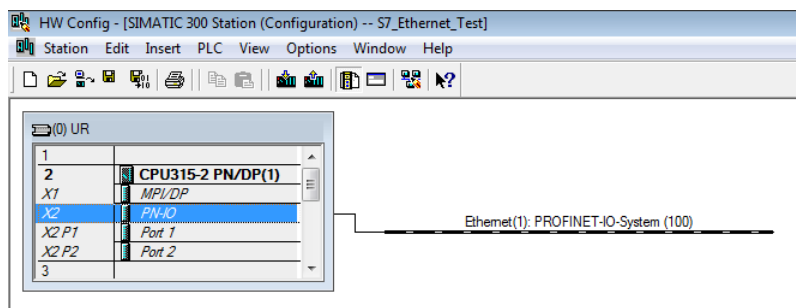 HW Config - [SIMATIC 300 Station (Configuration) -- S7_Ethernet_Test]
Station Edit Insert PLC View Options Window Help
(0) UR
1
2 CPU315-2 PN/DP(1)
X1 MPI/DP
X2 PN-IO
X2 P1 Port 1
X2 P2 Port 2
3
Ethernet(1): PROFINET-IO-System (100)